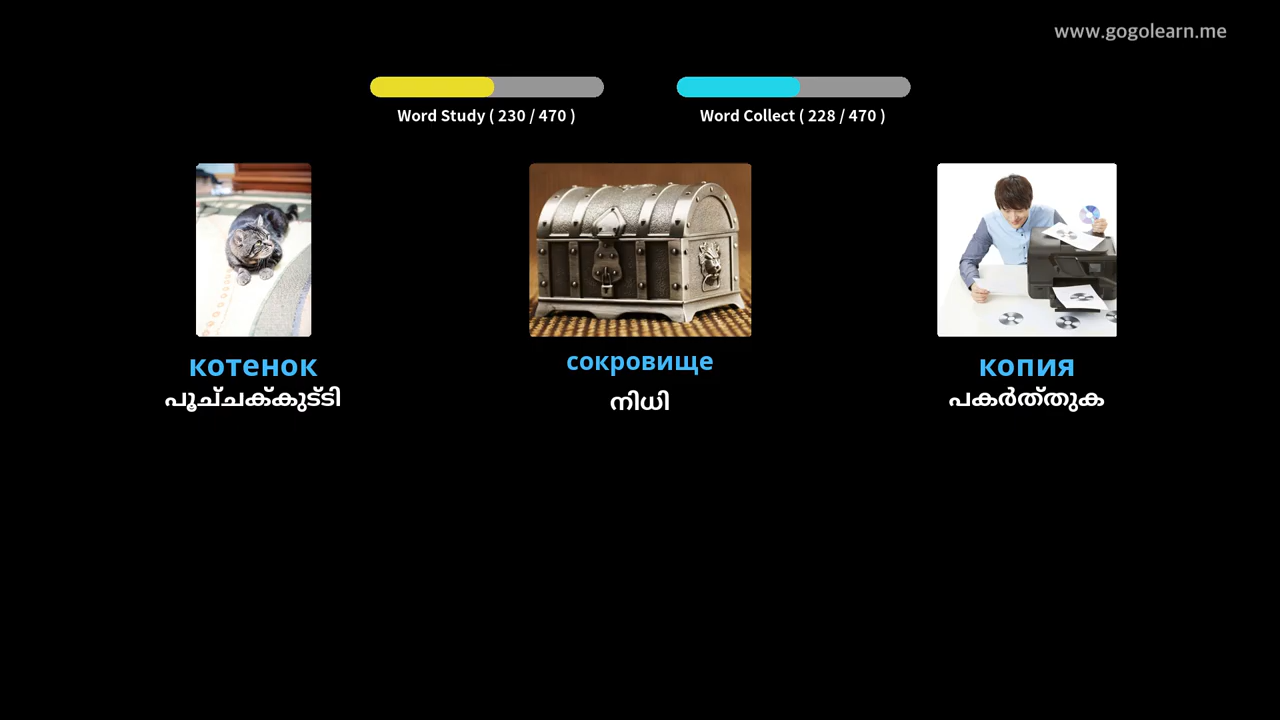 www.gogolearn.me
Word Study ( 230 / 470 )
Word Collect ( 228 / 470 )
котенок
сокровище
копия
പൂച്ചക്കുട്ടി
നിധി
പകർത്തുക